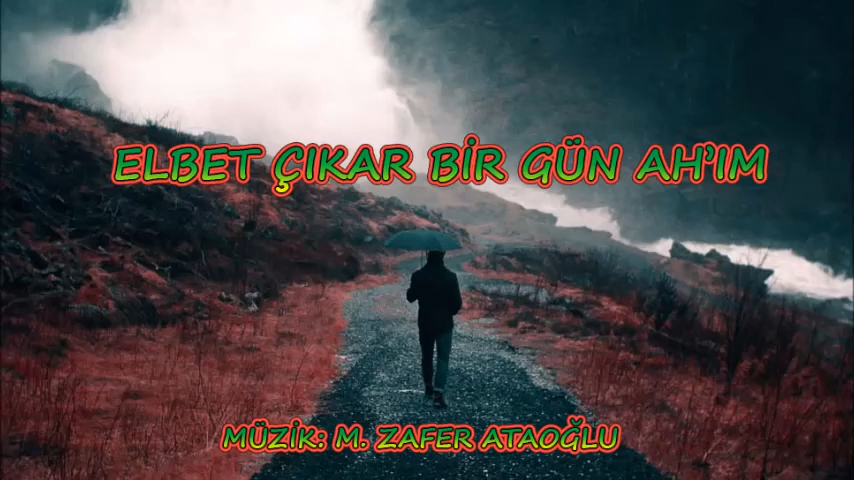 ELBET ÇIKAR BİR GÜN AH’IM
MÜZİK: M. ZAFER ATAOĞLU